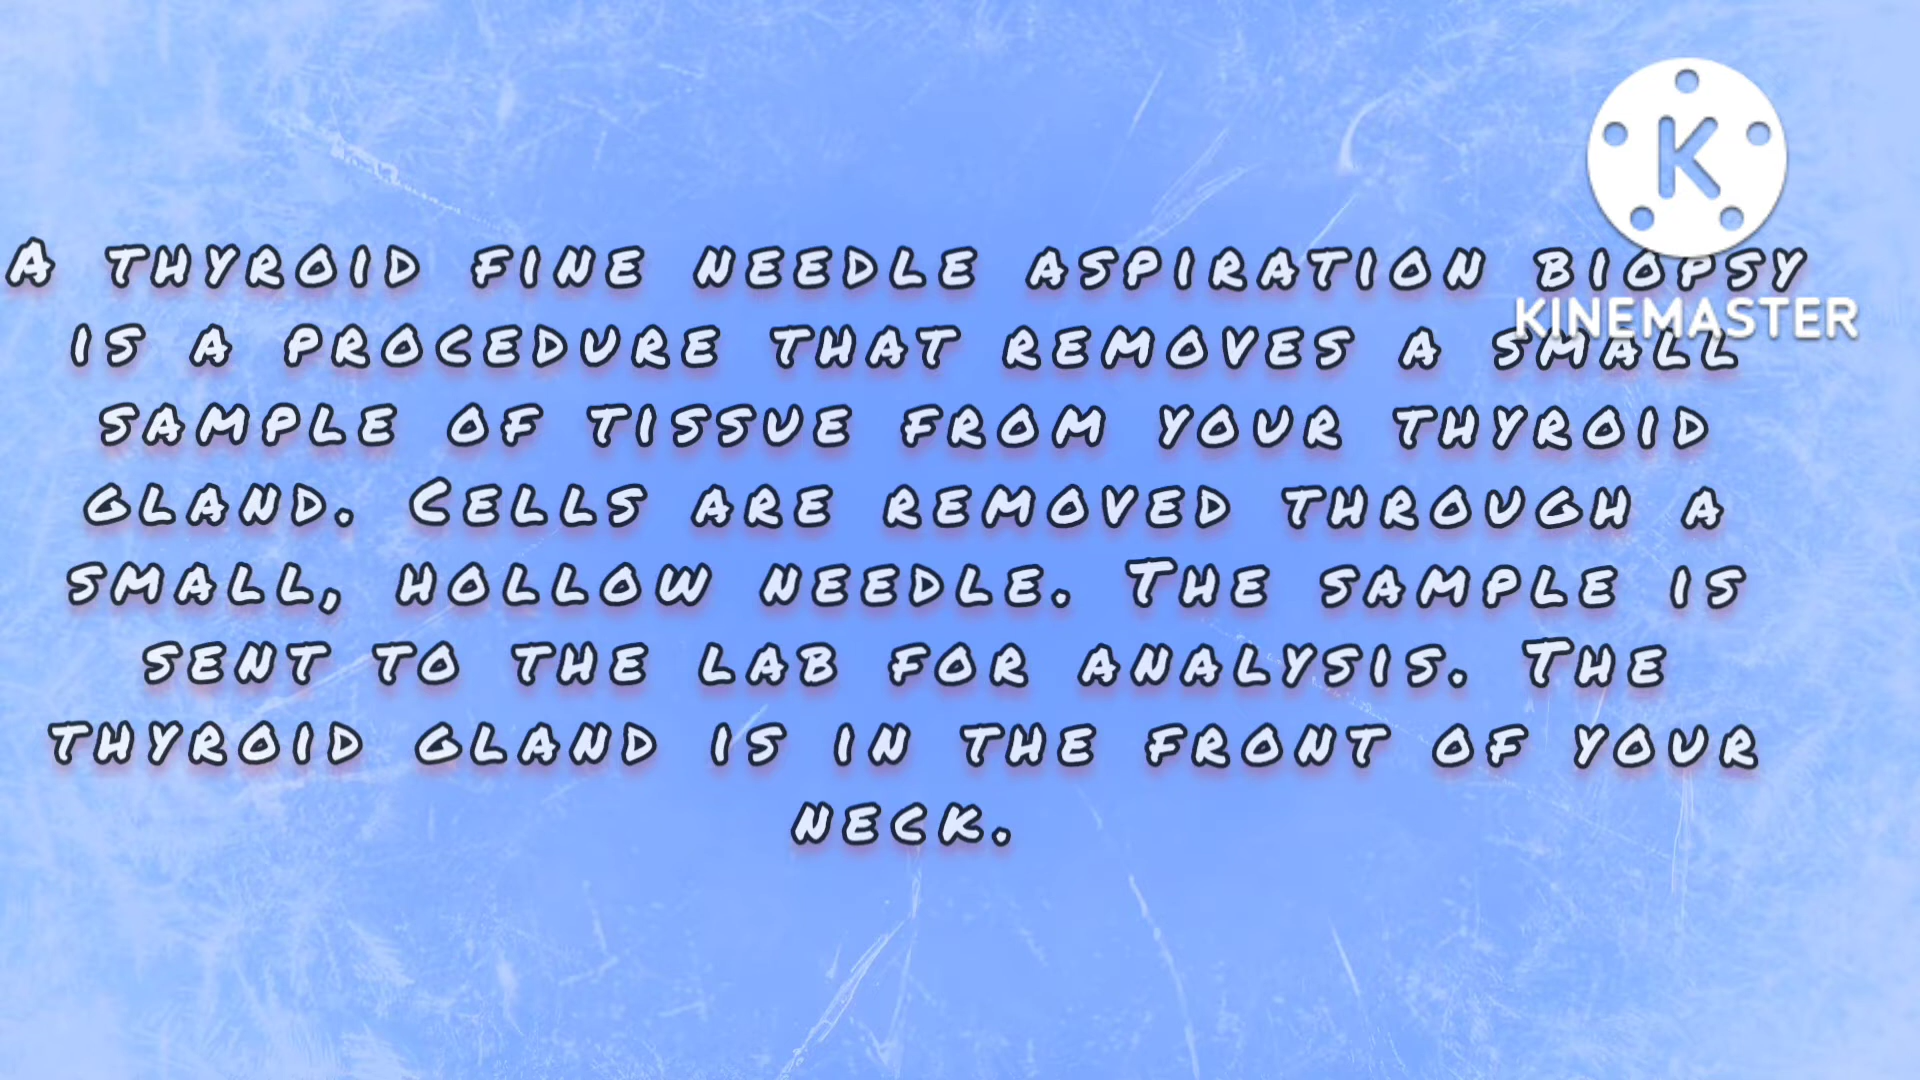 A thyroid fine needle aspiration biopsy
is a procedure that removes a small
sample of tissue from your thyroid
gland. Cells are removed through a
small, hollow needle. The sample is
sent to the lab for analysis. The
thyroid gland is in the front of your
neck.
K
KINEMASTER